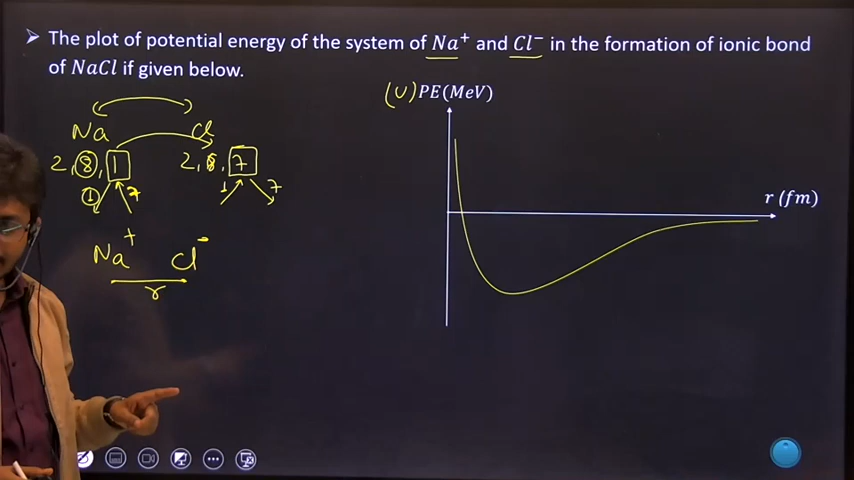 ➤ The plot of potential energy of the system of Na⁺ and Cl⁻ in the formation of ionic bond
of NaCl if given below.
(U) PE(MeV)
Na Cl
2, 8, 1 2, 8, 7
1 7 1 7
r (fm)
Na⁺ Cl⁻
r